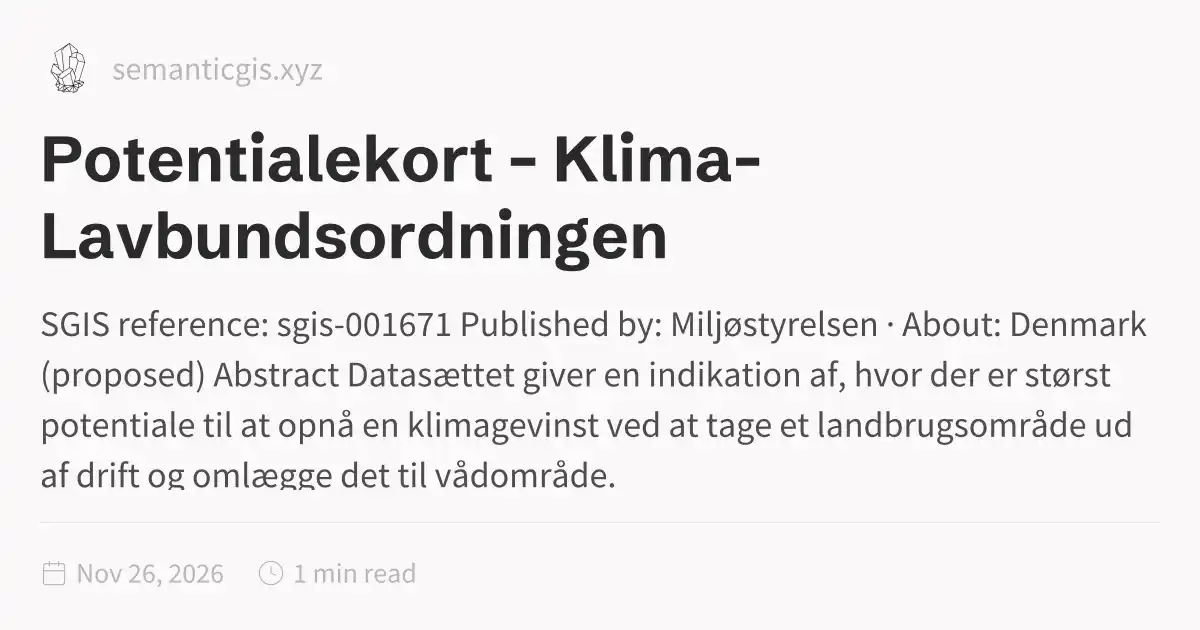 semanticgis.xyz
Potentialekort – Klima-
Lavbundsordningen
SGIS reference: sgis-001671 Published by: Miljøstyrelsen · About: Denmark
(proposed) Abstract Datasættet giver en indikation af, hvor der er størst
potentiale til at opnå en klimagevinst ved at tage et landbrugsområde ud
af drift og omlægge det til vådområde.
Nov 26, 2026
1 min read